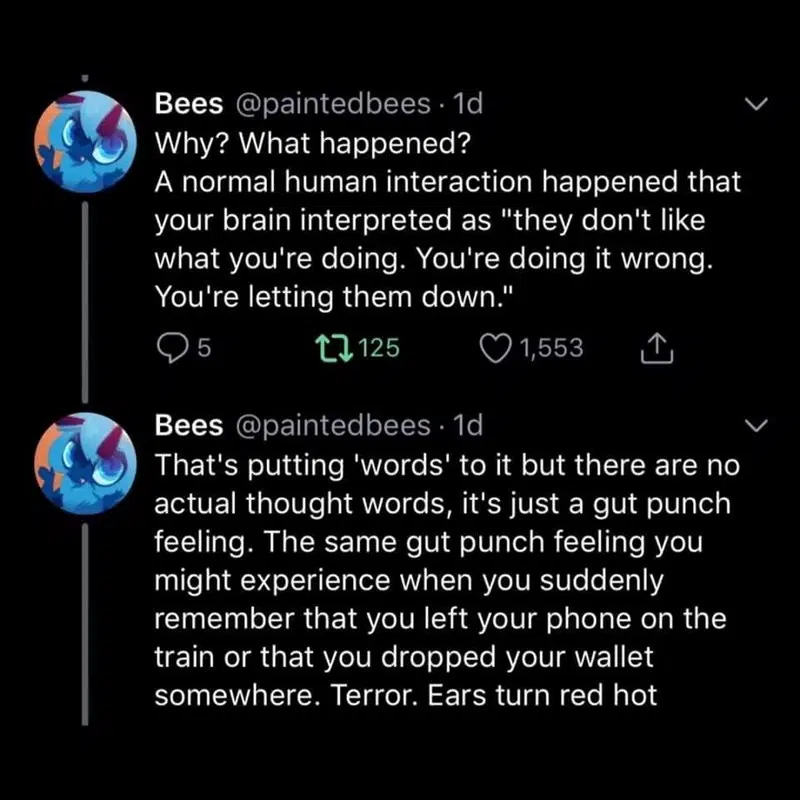 Bees @paintedbees · 1d
Why? What happened?
A normal human interaction happened that
your brain interpreted as "they don't like
what you're doing. You're doing it wrong.
You're letting them down."
5 125 1,553
Bees @paintedbees · 1d
That's putting 'words' to it but there are no
actual thought words, it's just a gut punch
feeling. The same gut punch feeling you
might experience when you suddenly
remember that you left your phone on the
train or that you dropped your wallet
somewhere. Terror. Ears turn red hot